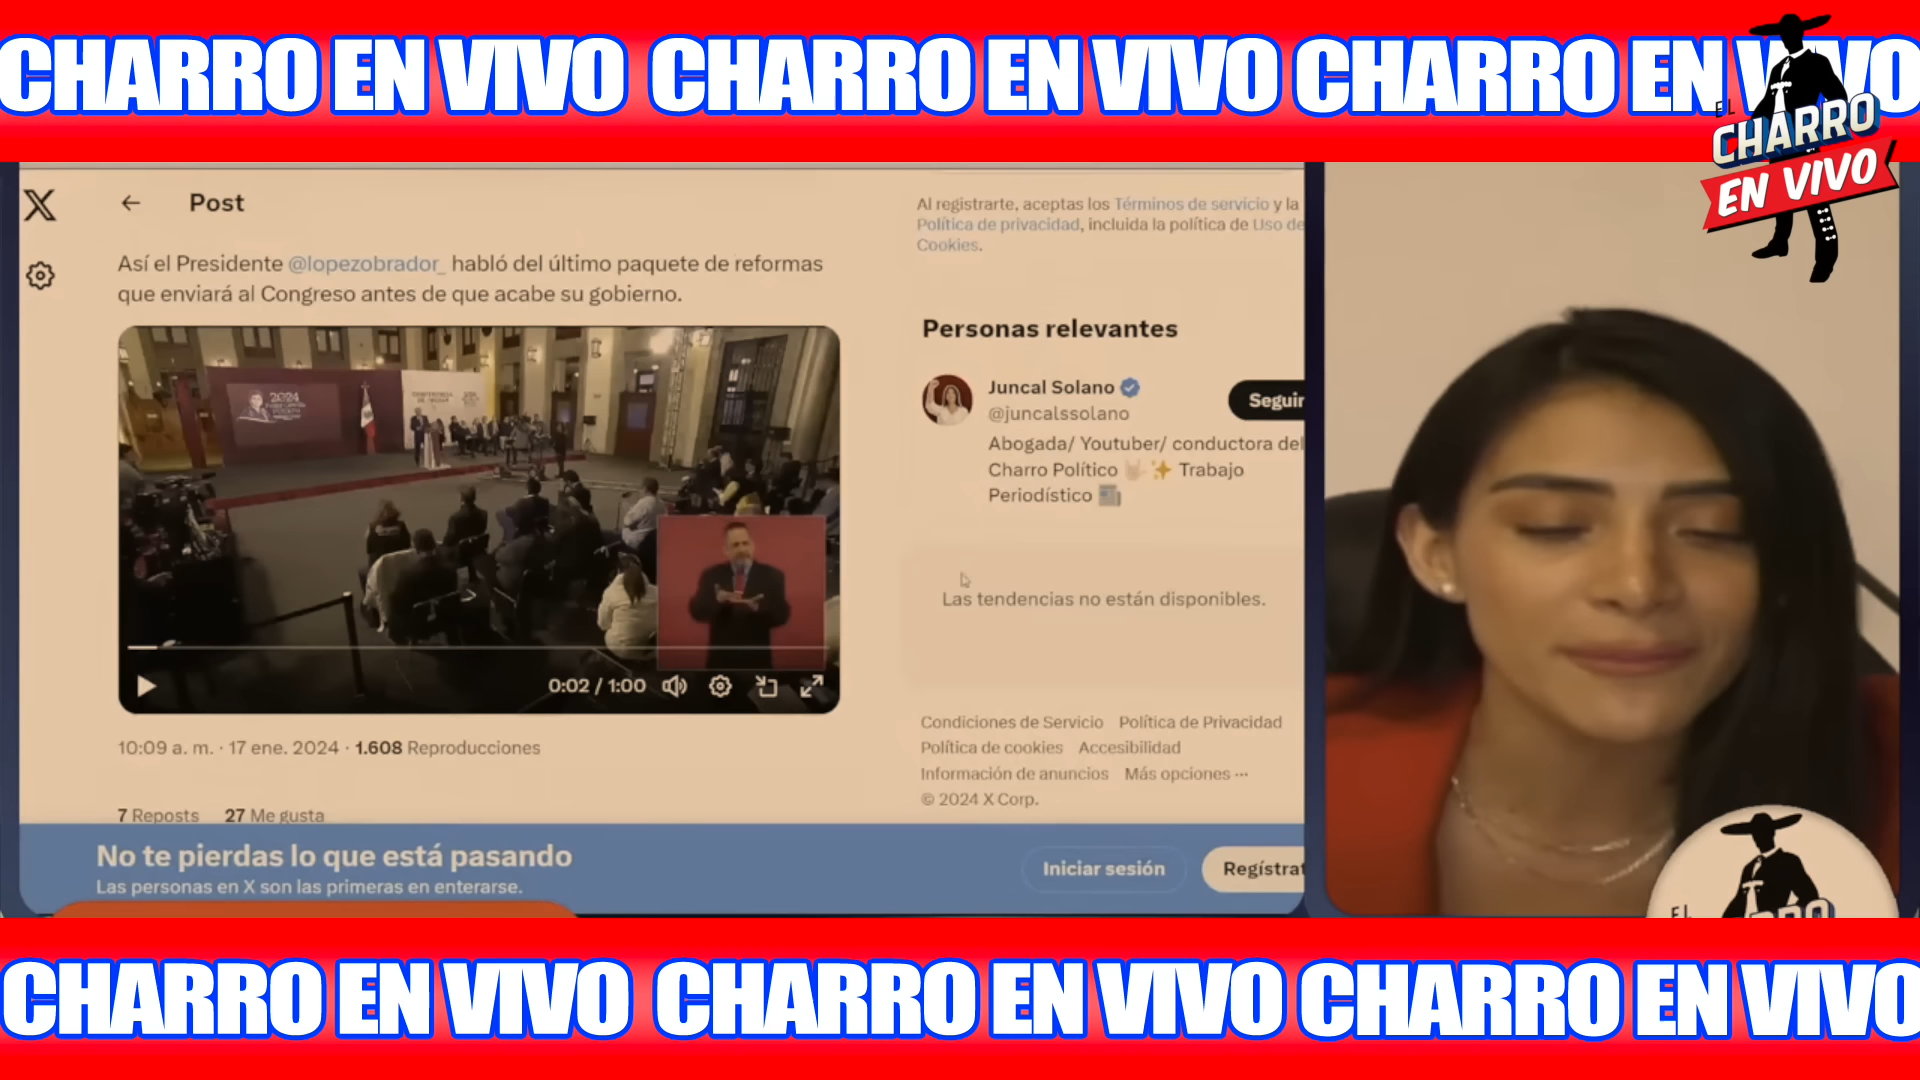 CHARRO EN VIVO CHARRO EN VIVO CHARRO EN VIVO
EL
CHARRO
EN VIVO
Post
Así el Presidente @lopezobrador_ habló del último paquete de reformas
que enviará al Congreso antes de que acabe su gobierno.
2024
0:02 / 1:00
10:09 a. m. · 17 ene. 2024 · 1.608 Reproducciones
7 Reposts 27 Me gusta
Al registrarte, aceptas los Términos de servicio y la
Política de privacidad, incluida la política de Uso de
Cookies.
Personas relevantes
Juncal Solano
@juncalssolano
Seguir
Abogada/ Youtuber/ conductora del
Charro Político 🤟🏻✨ Trabajo
Periodístico 📰
Las tendencias no están disponibles.
Condiciones de Servicio Política de Privacidad
Política de cookies Accesibilidad
Información de anuncios Más opciones ···
© 2024 X Corp.
No te pierdas lo que está pasando
Las personas en X son las primeras en enterarse.
Iniciar sesión Regístrat
EL
CHARRO EN VIVO CHARRO EN VIVO CHARRO EN VIVO